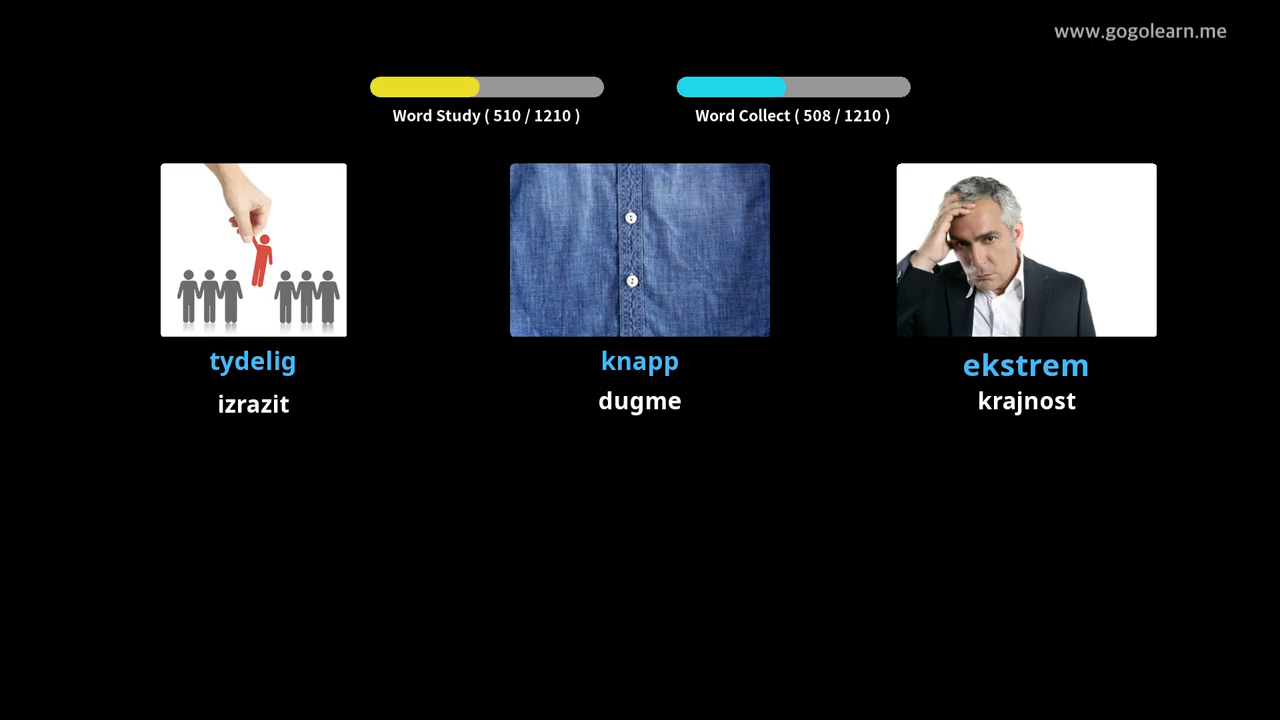 www.gogolearn.me
Word Study ( 510 / 1210 )
Word Collect ( 508 / 1210 )
tydelig
izrazit
knapp
dugme
ekstrem
krajnost